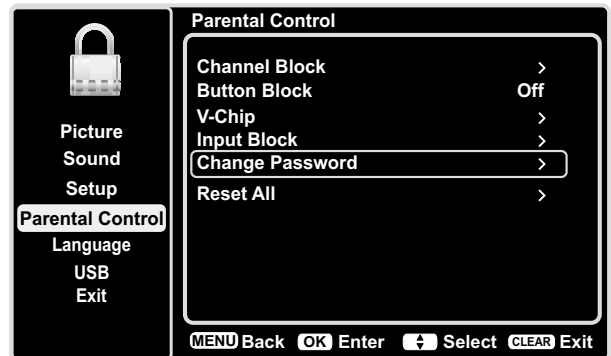 Parental Control
Channel Block >
Button Block Off
V-Chip >
Input Block >
Change Password >
Reset All >
Picture
Sound
Setup
Parental Control
Language
USB
Exit
MENU Back OK Enter Select CLEAR Exit